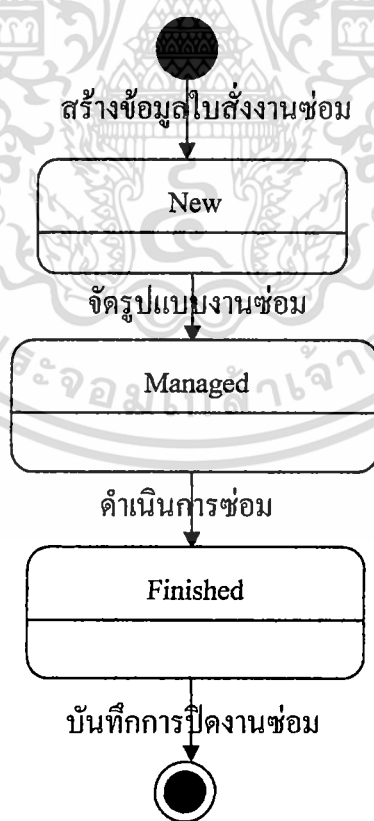 สร้างข้อมูลใบสั่งงานซ่อม
New
จัดรูปแบบงานซ่อม
Managed
ดำเนินการซ่อม
Finished
บันทึกการปิดงานซ่อม